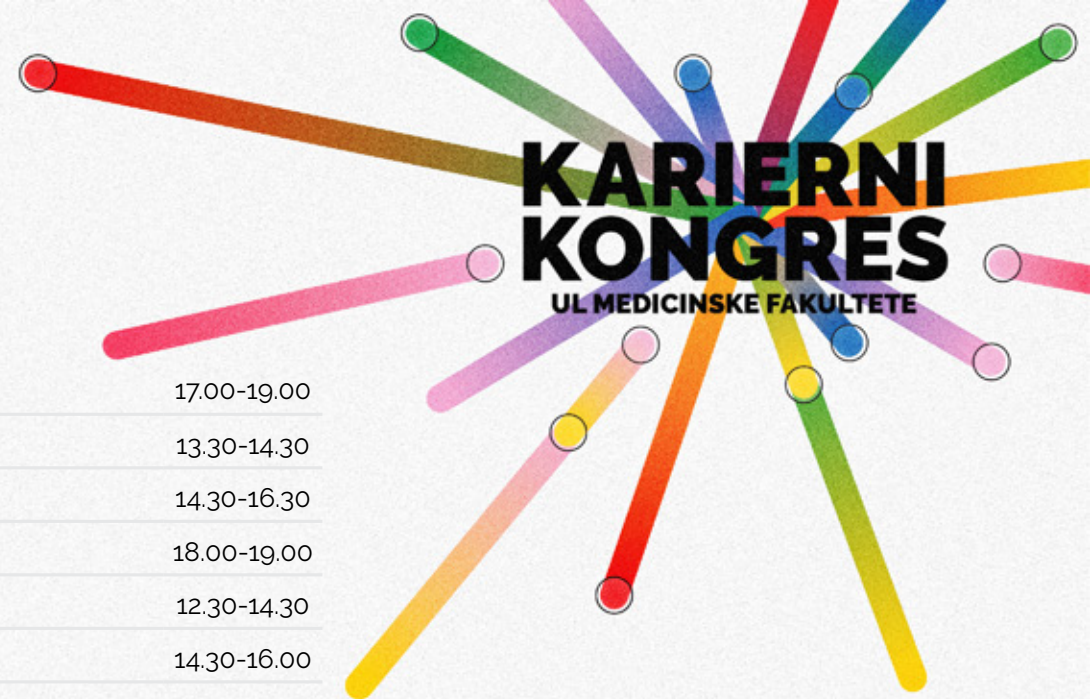 KARIERNI
KONGRES
UL MEDICINSKE FAKULTETE
17.00-19.00
13.30-14.30
14.30-16.30
18.00-19.00
12.30-14.30
14.30-16.00